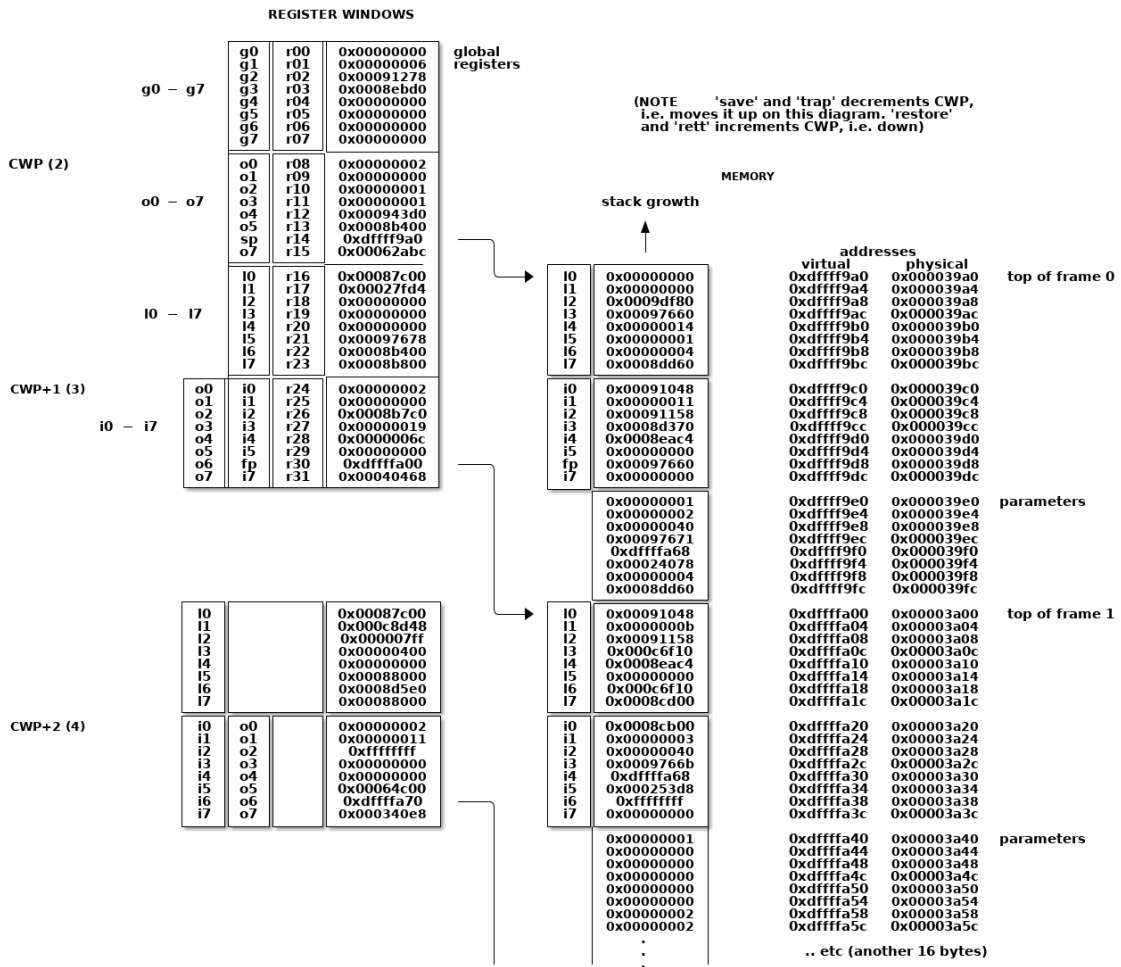 REGISTER WINDOWS
g0 r00 0x00000000 global
g1 r01 0x00000006 registers
g2 r02 0x00091278
g0 − g7 g3 r03 0x0008ebd0
g4 r04 0x00000000
g5 r05 0x00000000
g6 r06 0x00000000
g7 r07 0x00000000
(NOTE 'save' and 'trap' decrements CWP,
i.e. moves it up on this diagram. 'restore'
and 'rett' increments CWP, i.e. down)
CWP (2) o0 r08 0x00000002
o1 r09 0x00000000
o2 r10 0x00000001
o0 − o7 o3 r11 0x00000001
o4 r12 0x000943d0
o5 r13 0x0008b400
sp r14 0xdffff9a0
o7 r15 0x00062abc
MEMORY
stack growth
addresses
virtual physical
l0 r16 0x00087c00 l0 0x00000000 0xdffff9a0 0x000039a0 top of frame 0
l1 r17 0x00027fd4 l1 0x00000000 0xdffff9a4 0x000039a4
l2 r18 0x00000000 l2 0x0009df80 0xdffff9a8 0x000039a8
l0 − l7 l3 r19 0x00000000 l3 0x00097660 0xdffff9ac 0x000039ac
l4 r20 0x00000000 l4 0x00000014 0xdffff9b0 0x000039b0
l5 r21 0x00097678 l5 0x00000001 0xdffff9b4 0x000039b4
l6 r22 0x0008b400 l6 0x00000004 0xdffff9b8 0x000039b8
l7 r23 0x0008b800 l7 0x0008dd60 0xdffff9bc 0x000039bc
CWP+1 (3) o0 i0 r24 0x00000002 i0 0x00091048 0xdffff9c0 0x000039c0
o1 i1 r25 0x00000000 i1 0x00000011 0xdffff9c4 0x000039c4
o2 i2 r26 0x0008b7c0 i2 0x00091158 0xdffff9c8 0x000039c8
i0 − i7 o3 i3 r27 0x00000019 i3 0x0008d370 0xdffff9cc 0x000039cc
o4 i4 r28 0x0000006c i4 0x0008eac4 0xdffff9d0 0x000039d0
o5 i5 r29 0x00000000 i5 0x00000000 0xdffff9d4 0x000039d4
o6 fp r30 0xdffffa00 fp 0x00097660 0xdffff9d8 0x000039d8
o7 i7 r31 0x00040468 i7 0x00000000 0xdffff9dc 0x000039dc
0x00000001 0xdffff9e0 0x000039e0 parameters
0x00000002 0xdffff9e4 0x000039e4
0x00000040 0xdffff9e8 0x000039e8
0x00097671 0xdffff9ec 0x000039ec
0xdffffa68 0xdffff9f0 0x000039f0
0x00024078 0xdffff9f4 0x000039f4
0x00000004 0xdffff9f8 0x000039f8
0x0008dd60 0xdffff9fc 0x000039fc
l0 0x00087c00 l0 0x00091048 0xdffffa00 0x00003a00 top of frame 1
l1 0x000c8d48 l1 0x0000000b 0xdffffa04 0x00003a04
l2 0x000007ff l2 0x00091158 0xdffffa08 0x00003a08
l3 0x00000400 l3 0x000c6f10 0xdffffa0c 0x00003a0c
l4 0x00000000 l4 0x0008eac4 0xdffffa10 0x00003a10
l5 0x00088000 l5 0x00000000 0xdffffa14 0x00003a14
l6 0x0008d5e0 l6 0x000c6f10 0xdffffa18 0x00003a18
l7 0x00088000 l7 0x0008cd00 0xdffffa1c 0x00003a1c
CWP+2 (4) i0 o0 0x00000002 i0 0x0008cb00 0xdffffa20 0x00003a20
i1 o1 0x00000011 i1 0x00000003 0xdffffa24 0x00003a24
i2 o2 0xffffffff i2 0x00000040 0xdffffa28 0x00003a28
i3 o3 0x00000000 i3 0x0009766b 0xdffffa2c 0x00003a2c
i4 o4 0x00000000 i4 0xdffffa68 0xdffffa30 0x00003a30
i5 o5 0x00064c00 i5 0x000253d8 0xdffffa34 0x00003a34
i6 o6 0xdffffa70 i6 0xffffffff 0xdffffa38 0x00003a38
i7 o7 0x000340e8 i7 0x00000000 0xdffffa3c 0x00003a3c
0x00000001 0xdffffa40 0x00003a40 parameters
0x00000000 0xdffffa44 0x00003a44
0x00000000 0xdffffa48 0x00003a48
0x00000000 0xdffffa4c 0x00003a4c
0x00000000 0xdffffa50 0x00003a50
0x00000000 0xdffffa54 0x00003a54
0x00000002 0xdffffa58 0x00003a58
0x00000002 0xdffffa5c 0x00003a5c
.. etc (another 16 bytes)